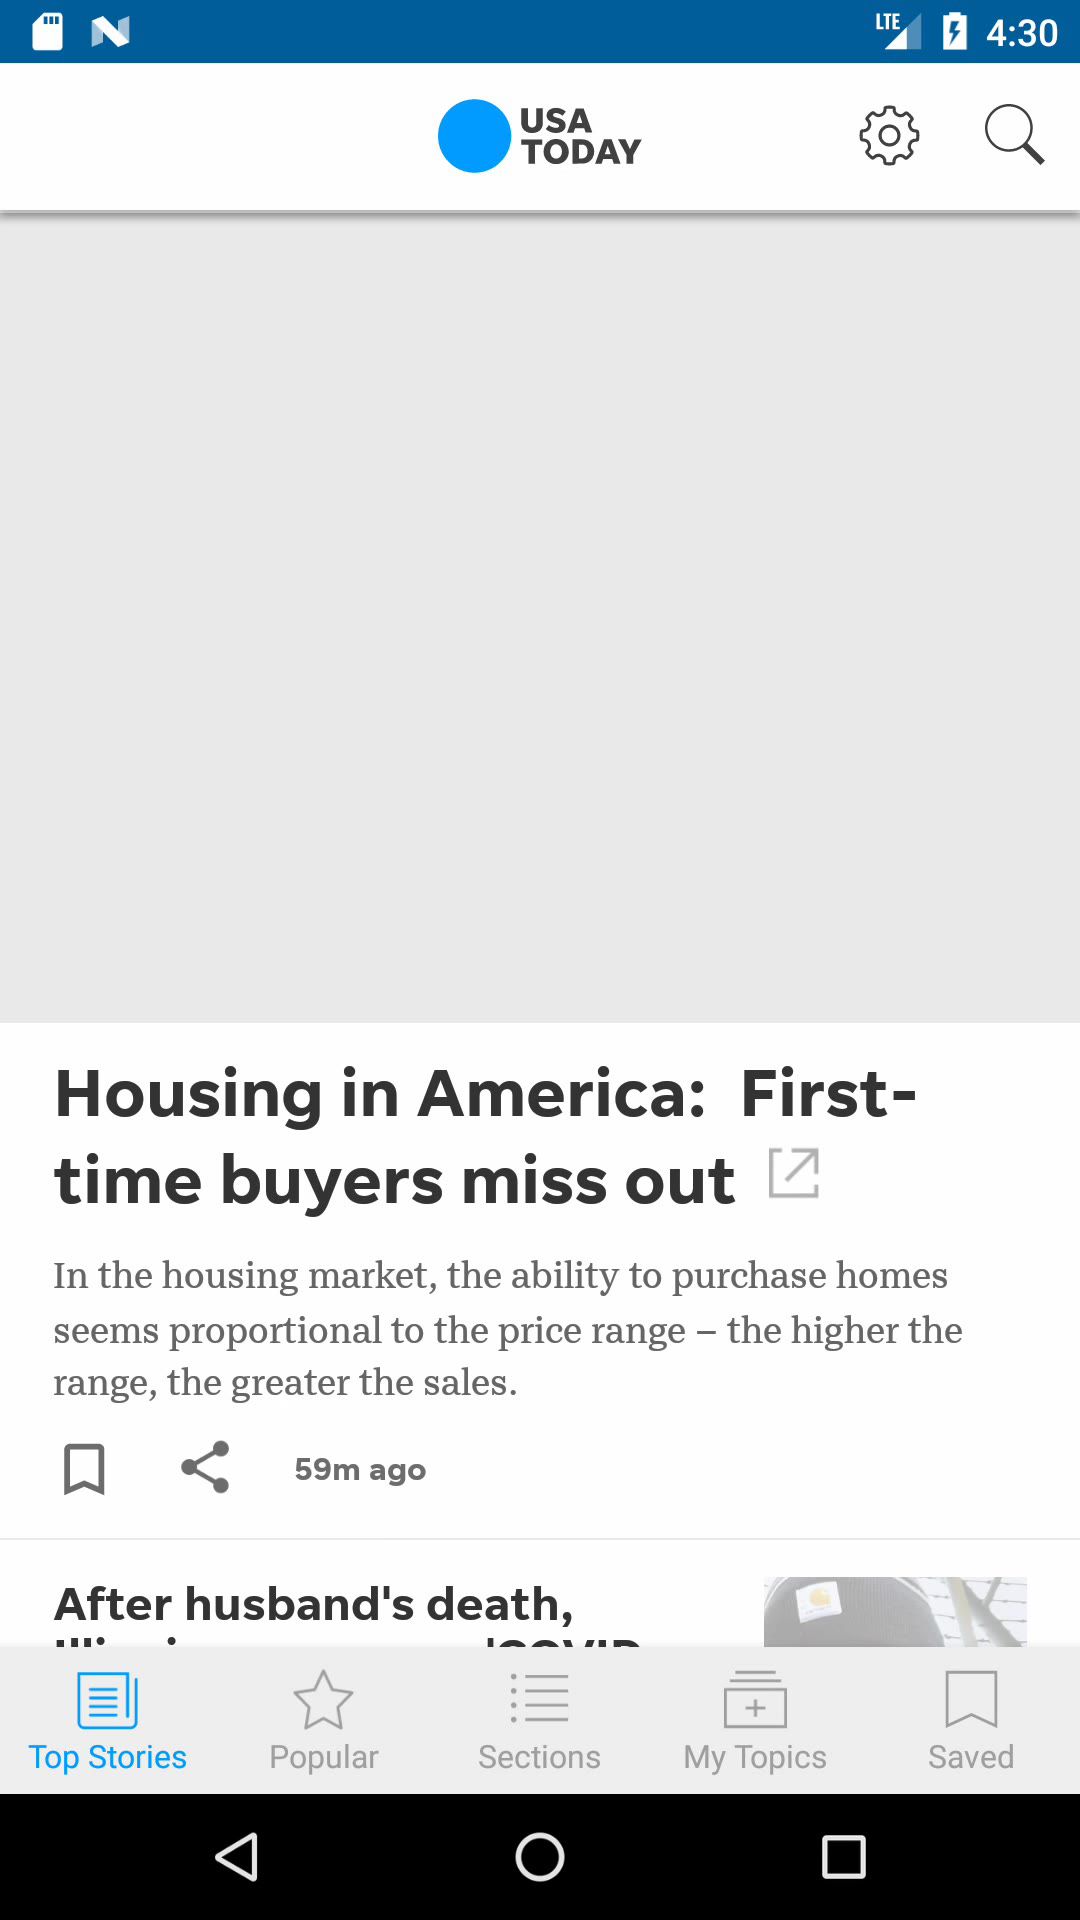 LTE 4:30
USA
TODAY
Housing in America: First-
time buyers miss out
In the housing market, the ability to purchase homes
seems proportional to the price range – the higher the
range, the greater the sales.
59m ago
After husband's death,
Top Stories
Popular
Sections
My Topics
Saved